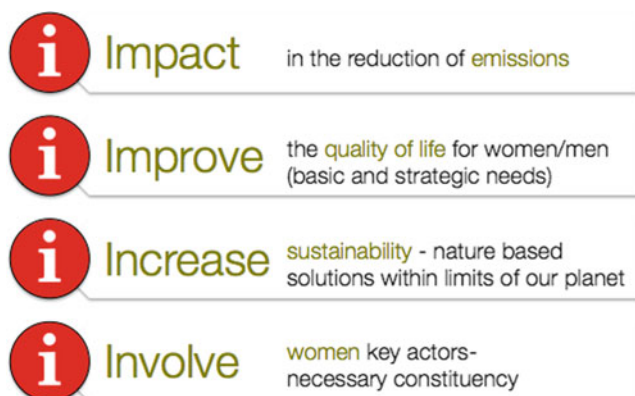 i Impact in the reduction of emissions
i Improve the quality of life for women/men
(basic and strategic needs)
i Increase sustainability - nature based
solutions within limits of our planet
i Involve women key actors-
necessary constituency